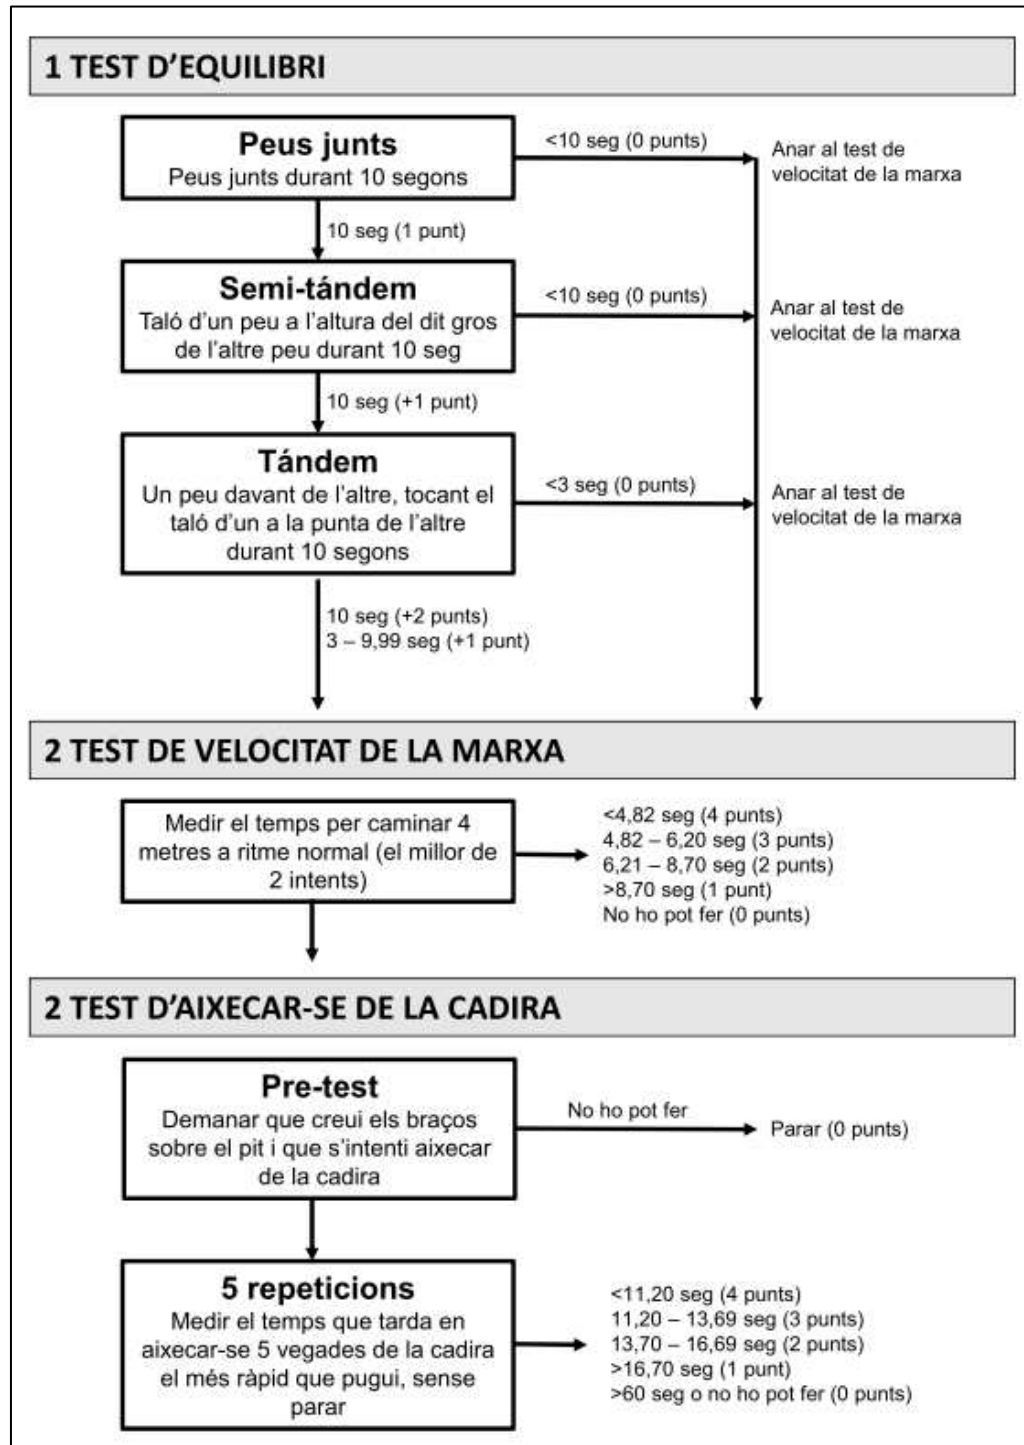 1 TEST D'EQUILIBRI
Peus junts
Peus junts durant 10 segons
<10 seg (0 punts)
Anar al test de
velocitat de la marxa
10 seg (1 punt)
Semi-tándem
Taló d'un peu a l'altura del dit gros
de l'altre peu durant 10 seg
<10 seg (0 punts)
Anar al test de
velocitat de la marxa
10 seg (+1 punt)
Tándem
Un peu davant de l'altre, tocant el
taló d'un a la punta de l'altre
durant 10 segons
<3 seg (0 punts)
Anar al test de
velocitat de la marxa
10 seg (+2 punts)
3 – 9,99 seg (+1 punt)
2 TEST DE VELOCITAT DE LA MARXA
Medir el temps per caminar 4
metres a ritme normal (el millor de
2 intents)
<4,82 seg (4 punts)
4,82 – 6,20 seg (3 punts)
6,21 – 8,70 seg (2 punts)
>8,70 seg (1 punt)
No ho pot fer (0 punts)
2 TEST D'AIXECAR-SE DE LA CADIRA
Pre-test
Demanar que creui els braços
sobre el pit i que s'intenti aixecar
de la cadira
No ho pot fer
Parar (0 punts)
5 repeticions
Medir el temps que tarda en
aixecar-se 5 vegades de la cadira
el més ràpid que pugui, sense
parar
<11,20 seg (4 punts)
11,20 – 13,69 seg (3 punts)
13,70 – 16,69 seg (2 punts)
>16,70 seg (1 punt)
>60 seg o no ho pot fer (0 punts)